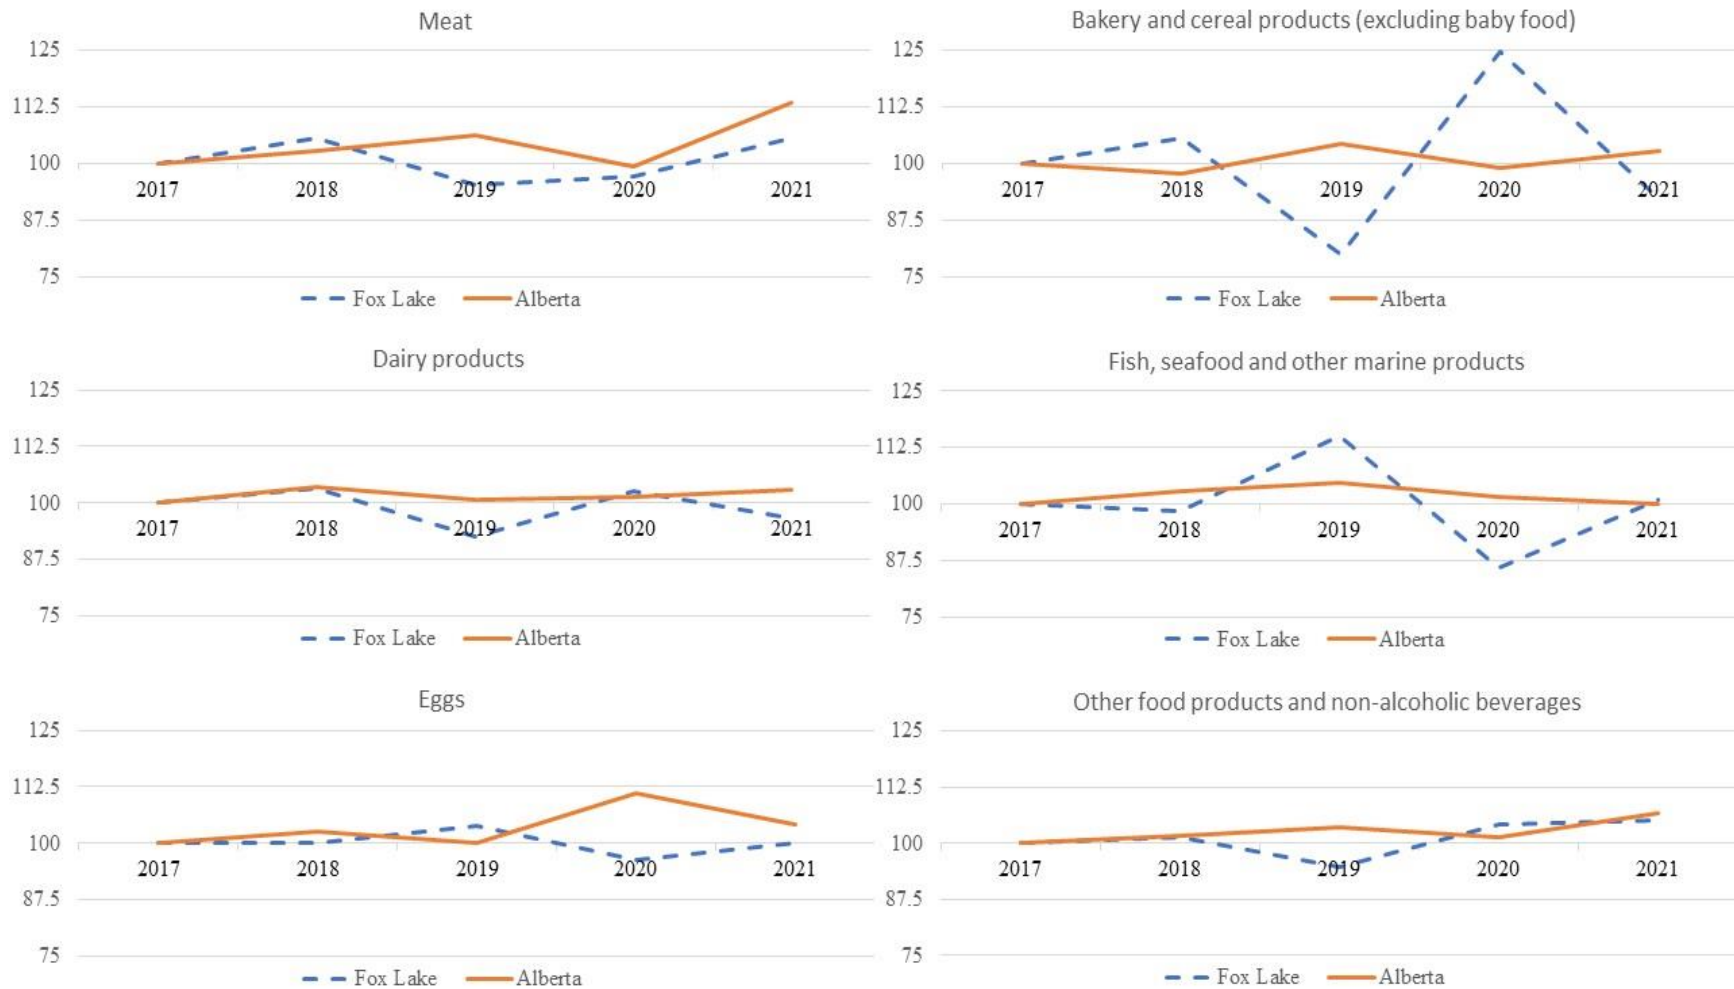 Meat
125
112.5
100
87.5
75
2017 2018 2019 2020 2021
Fox Lake Alberta
Bakery and cereal products (excluding baby food)
125
112.5
100
87.5
75
2017 2018 2019 2020 2021
Fox Lake Alberta
Dairy products
125
112.5
100
87.5
75
2017 2018 2019 2020 2021
Fox Lake Alberta
Fish, seafood and other marine products
125
112.5
100
87.5
75
2017 2018 2019 2020 2021
Fox Lake Alberta
Eggs
125
112.5
100
87.5
75
2017 2018 2019 2020 2021
Fox Lake Alberta
Other food products and non-alcoholic beverages
125
112.5
100
87.5
75
2017 2018 2019 2020 2021
Fox Lake Alberta